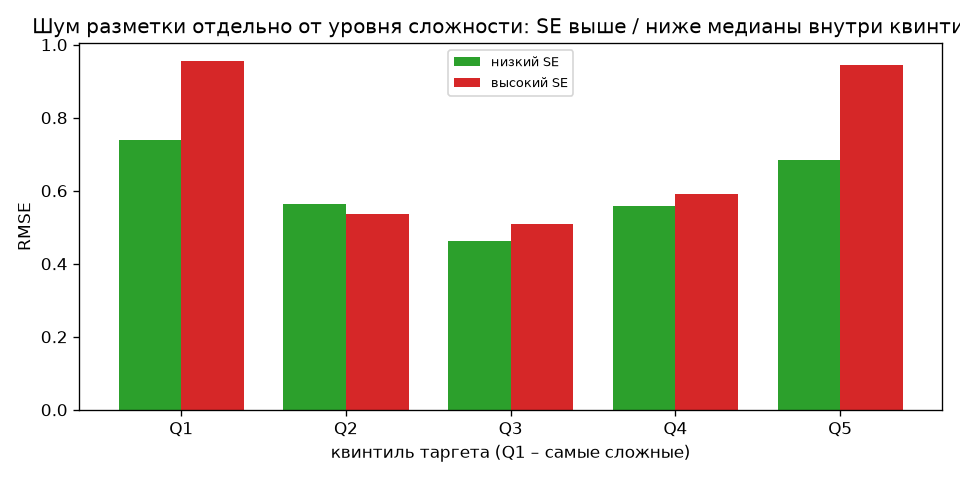 Шум разметки отдельно от уровня сложности: SE выше / ниже медианы внутри квинти
1.0
0.8
0.6
0.4
0.2
0.0
RMSE
низкий SE
высокий SE
Q1
Q2
Q3
Q4
Q5
квинтиль таргета (Q1 – самые сложные)